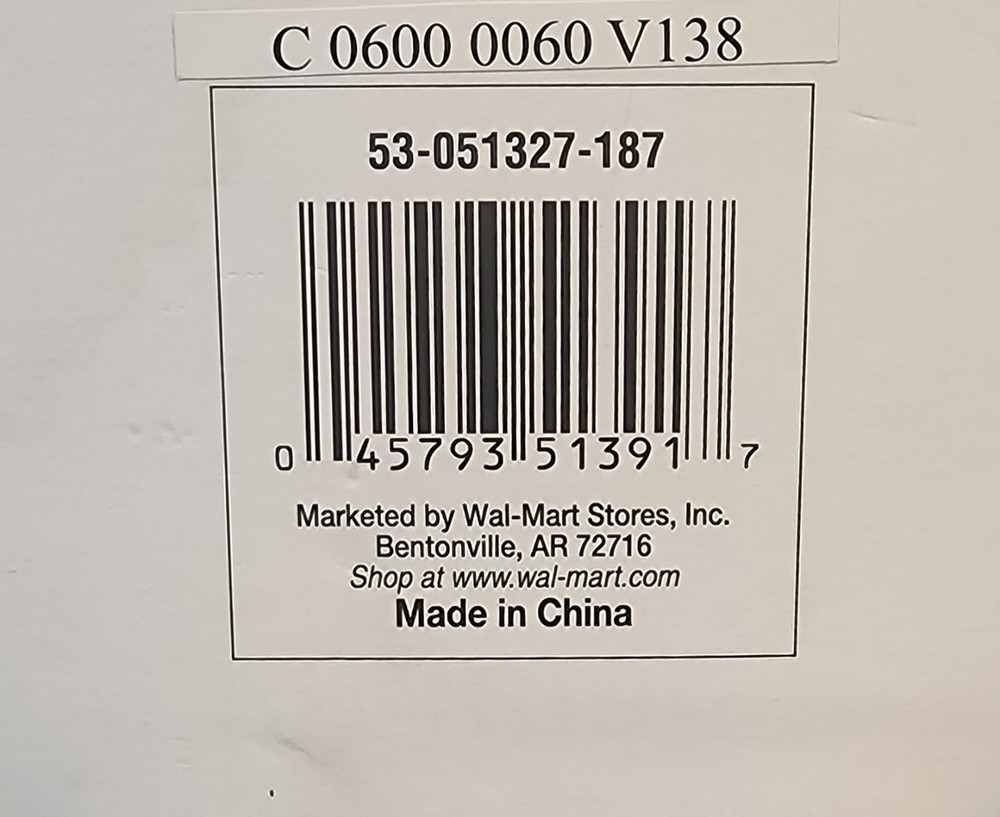 C 0600 0060 V138
53-051327-187
0 45793 51391 7
Marketed by Wal-Mart Stores, Inc.
Bentonville, AR 72716
Shop at www.wal-mart.com
Made in China